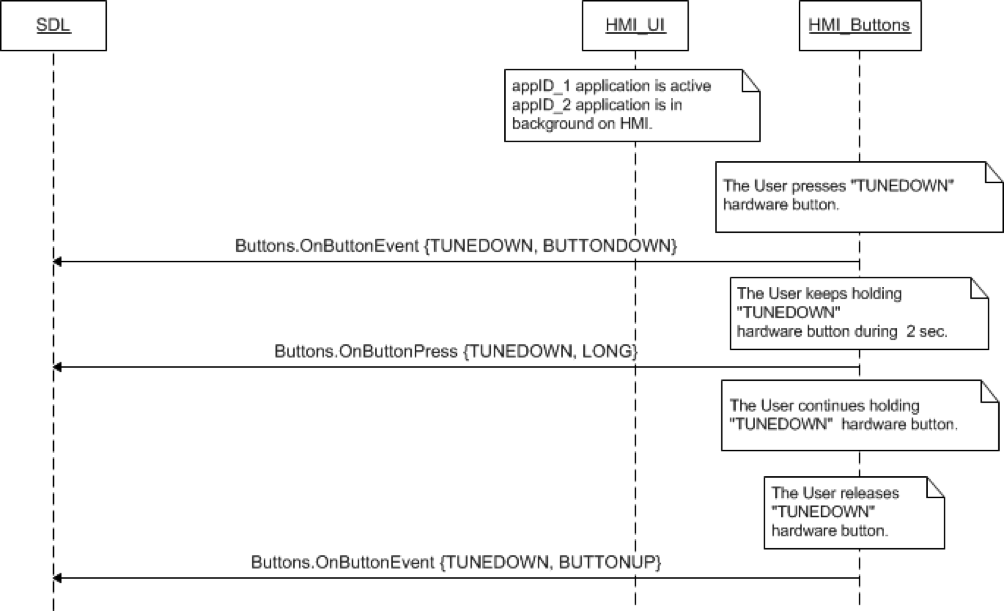 SDL
HMI_UI
HMI_Buttons
appID_1 application is active
appID_2 application is in
background on HMI.
The User presses "TUNEDOWN"
hardware button.
Buttons.OnButtonEvent {TUNEDOWN, BUTTONDOWN}
The User keeps holding
"TUNEDOWN"
hardware button during 2 sec.
Buttons.OnButtonPress {TUNEDOWN, LONG}
The User continues holding
"TUNEDOWN" hardware button.
The User releases
"TUNEDOWN"
hardware button.
Buttons.OnButtonEvent {TUNEDOWN, BUTTONUP}